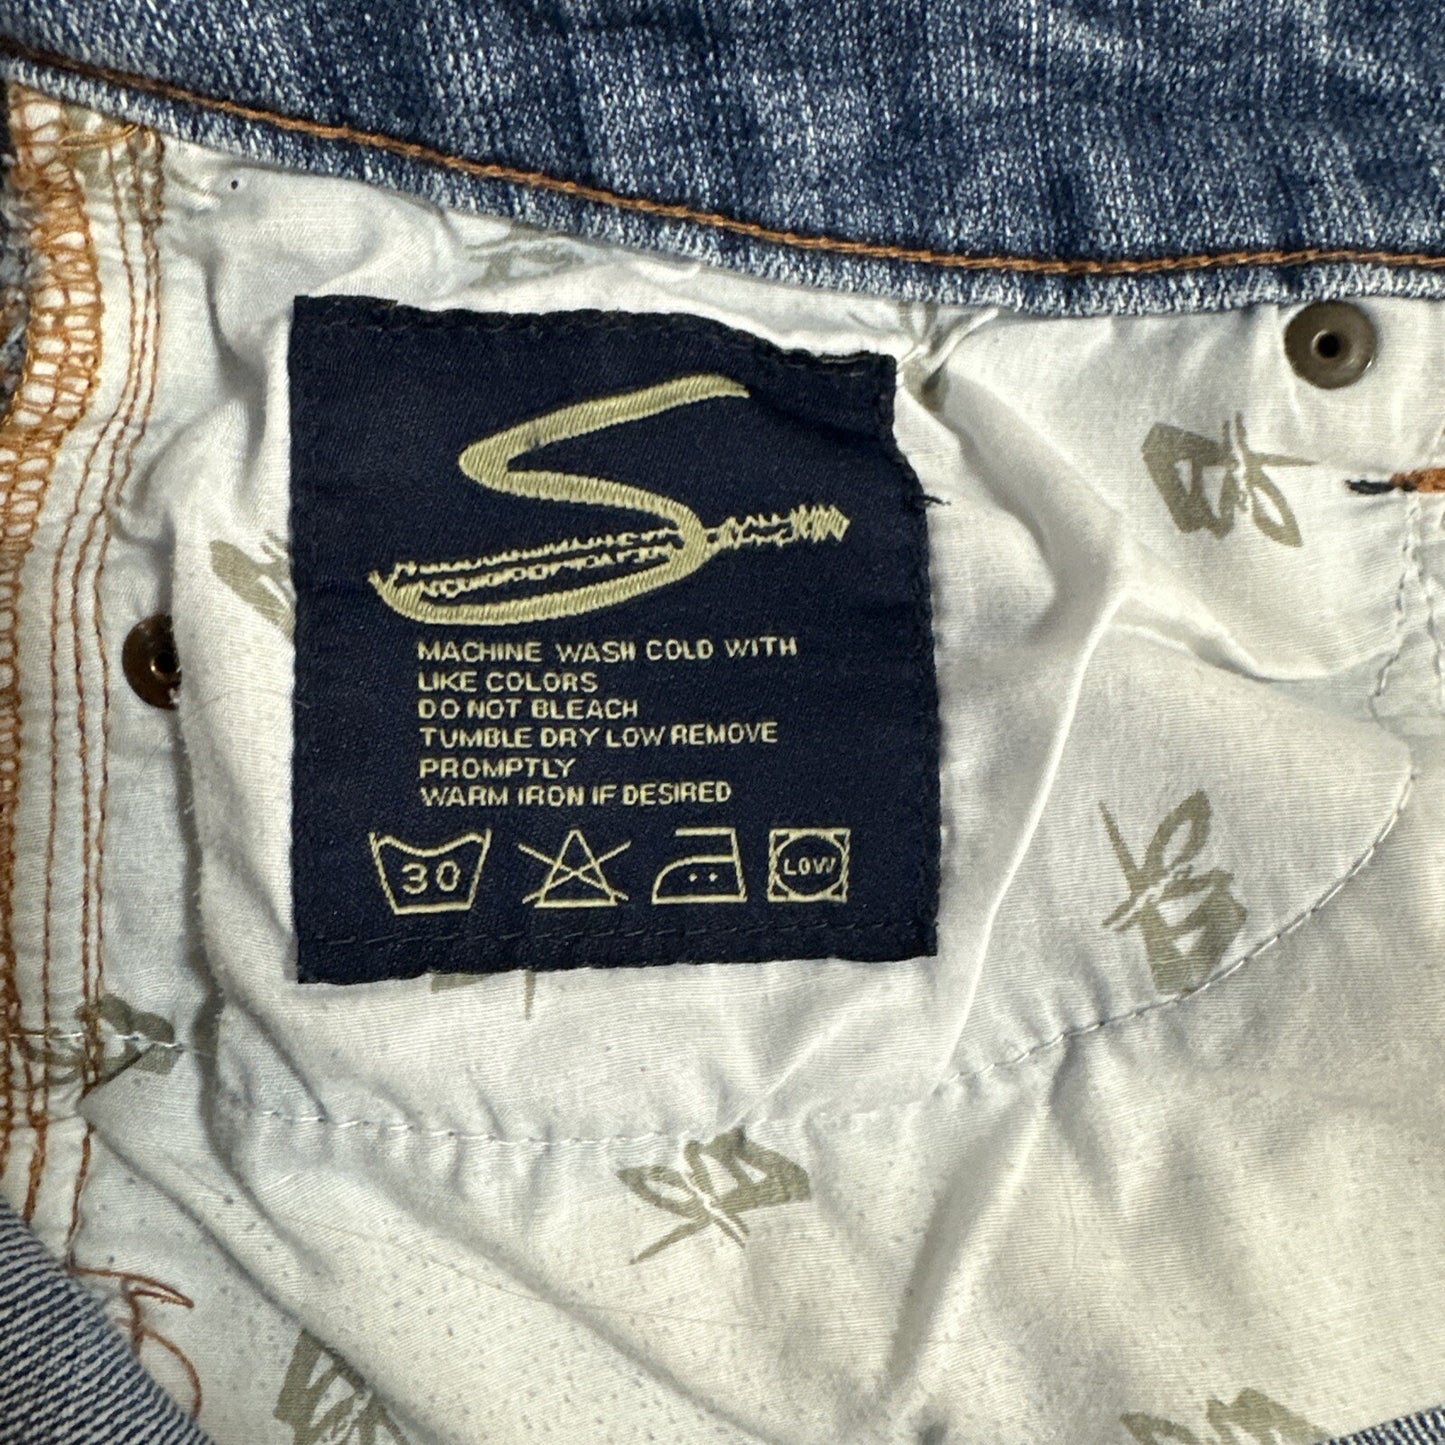 S
MACHINE WASH COLD WITH
LIKE COLORS
DO NOT BLEACH
TUMBLE DRY LOW REMOVE
PROMPTLY
WARM IRON IF DESIRED
30 LOW